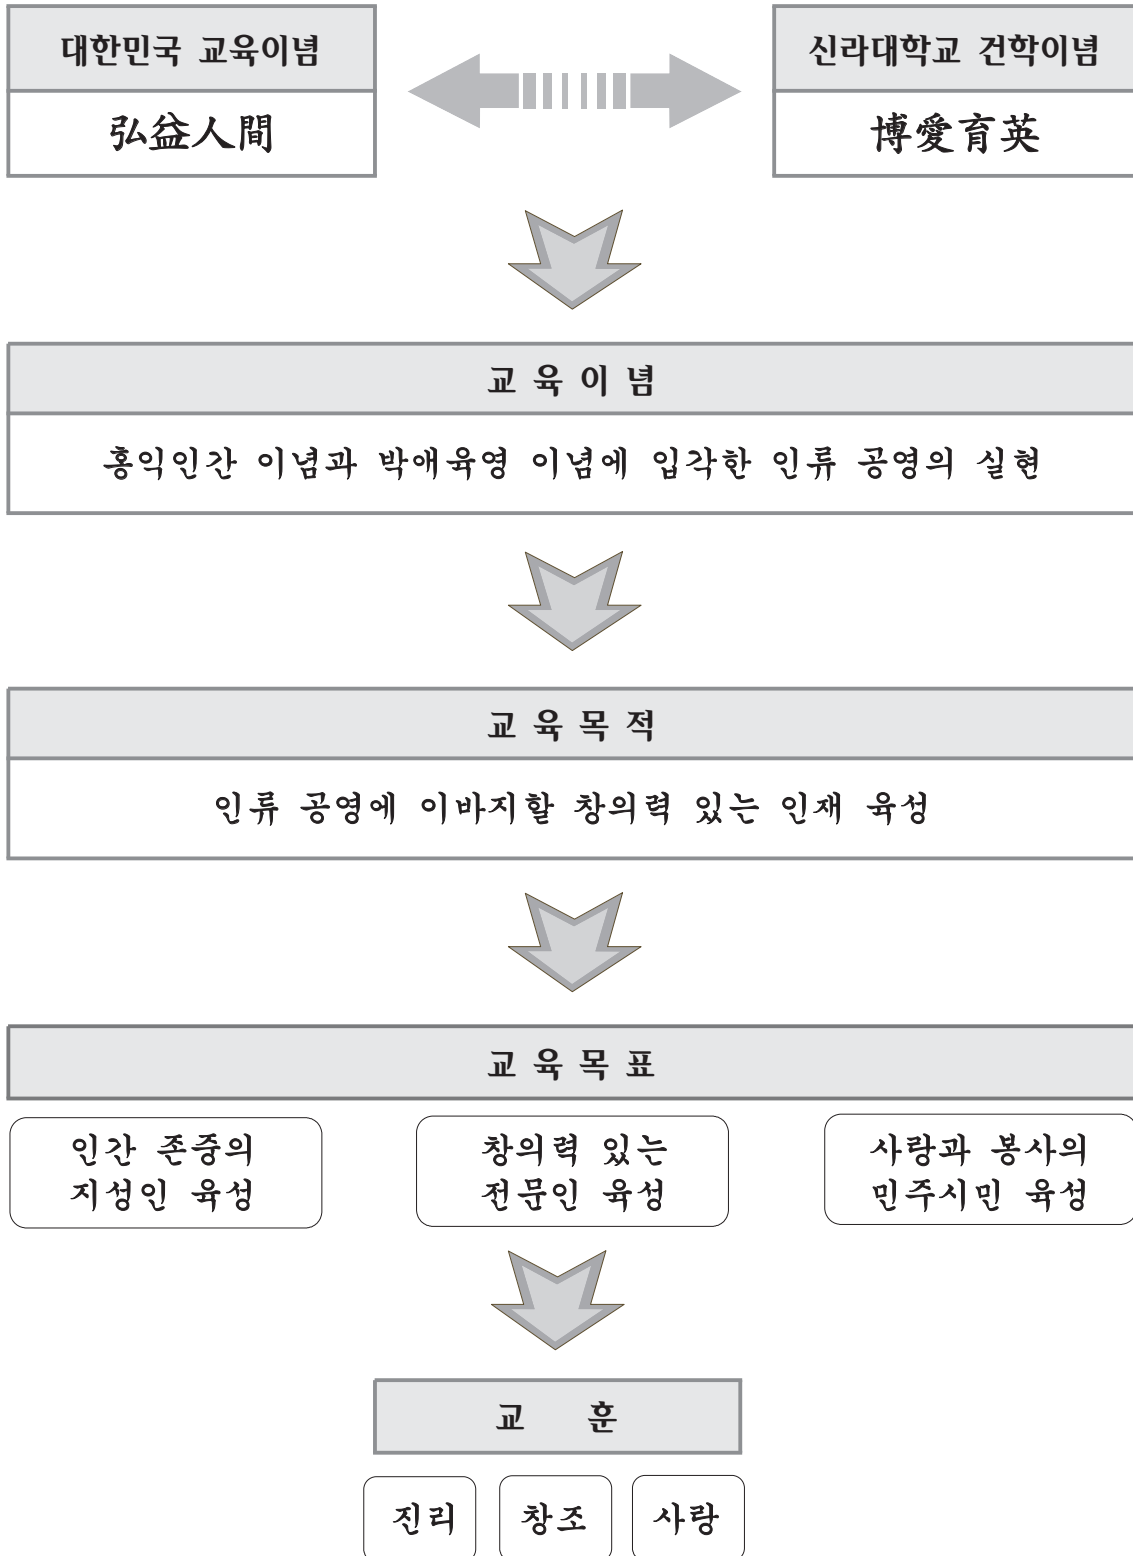 대한민국 교육이념
弘益人間
신라대학교 건학이념
博愛育英
교 육 이 념
홍익인간 이념과 박애육영 이념에 입각한 인류 공영의 실현
교 육 목 적
인류 공영에 이바지할 창의력 있는 인재 육성
교 육 목 표
인간 존중의
지성인 육성
창의력 있는
전문인 육성
사랑과 봉사의
민주시민 육성
교 훈
진리
창조
사랑